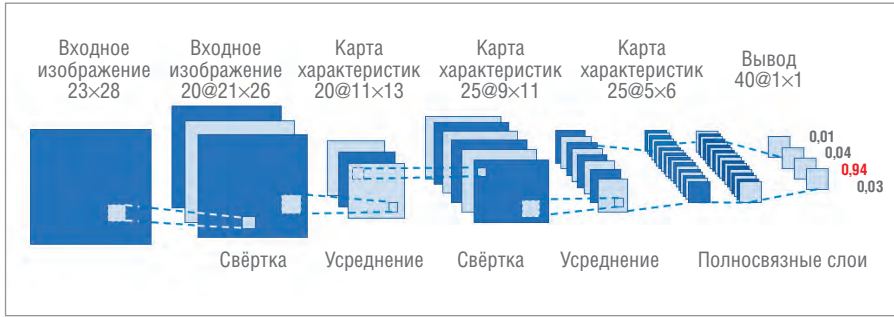 Входное
изображение
23×28
Входное
изображение
20@21×26
Карта
характеристик
20@11×13
Карта
характеристик
25@9×11
Карта
характеристик
25@5×6
Вывод
40@1×1
0,01
0,04
0,94
0,03
Свёртка
Усреднение
Свёртка
Усреднение
Полносвязные слои